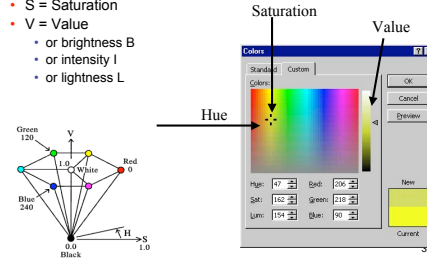 • S = Saturation
• V = Value
• or brightness B
• or intensity I
• or lightness L
Saturation
Value
Hue
Colors
?
Standard Custom
Colors:
OK
Cancel
Preview
Hue: 47 Red: 206
Sat: 162 Green: 218
Lum: 154 Blue: 90
New
Current
Green
120
V
1.0
White
Red
0
Blue
240
H
S
0.0
1.0
Black
3